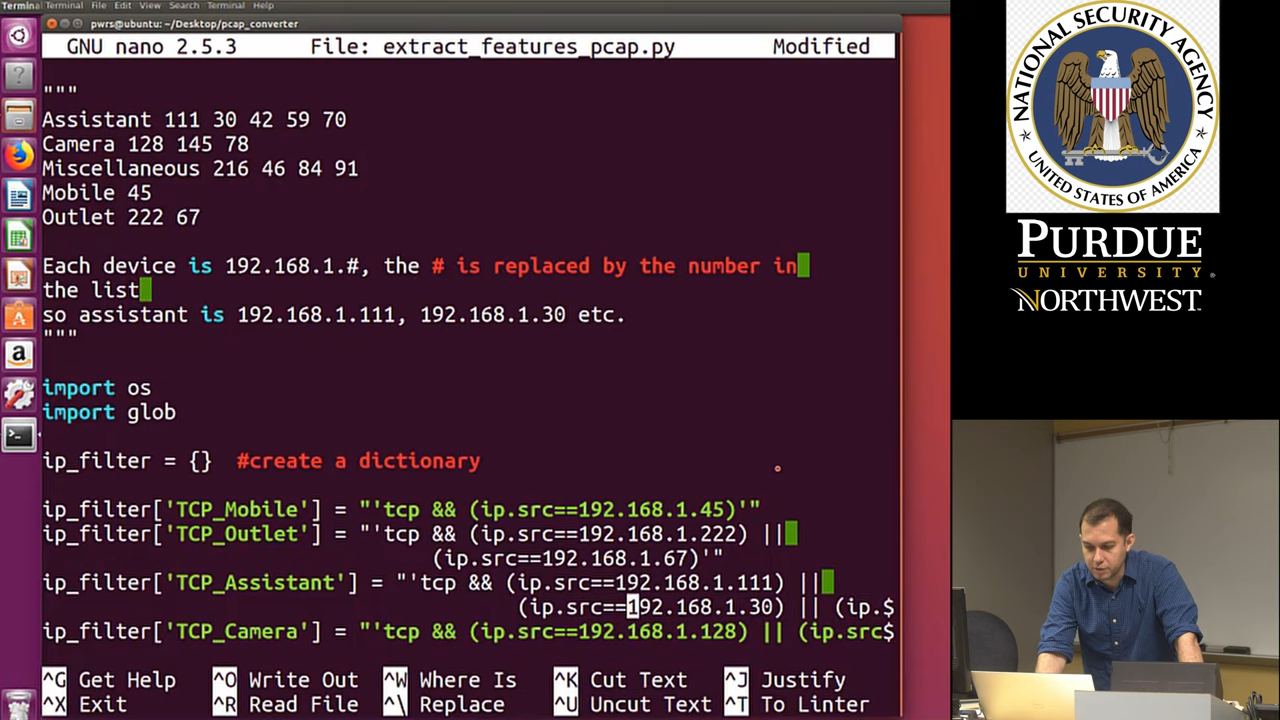 Terminal Terminal File Edit View Search Terminal Help
pwrs@ubuntu: ~/Desktop/pcap_converter
GNU nano 2.5.3 File: extract_features_pcap.py Modified
"""
Assistant 111 30 42 59 70
Camera 128 145 78
Miscellaneous 216 46 84 91
Mobile 45
Outlet 222 67
Each device is 192.168.1.#, the # is replaced by the number in
the list
so assistant is 192.168.1.111, 192.168.1.30 etc.
"""
import os
import glob
ip_filter = {} #create a dictionary
ip_filter['TCP_Mobile'] = "'tcp && (ip.src==192.168.1.45)'"
ip_filter['TCP_Outlet'] = "'tcp && (ip.src==192.168.1.222) ||
(ip.src==192.168.1.67)'"
ip_filter['TCP_Assistant'] = "'tcp && (ip.src==192.168.1.111) ||
(ip.src==192.168.1.30) || (ip.$
ip_filter['TCP_Camera'] = "'tcp && (ip.src==192.168.1.128) || (ip.src$
^G Get Help ^O Write Out ^W Where Is ^K Cut Text ^J Justify
^X Exit ^R Read File ^\ Replace ^U Uncut Text ^T To Linter
NATIONAL SECURITY AGENCY
UNITED STATES OF AMERICA
PURDUE
UNIVERSITY
NORTHWEST